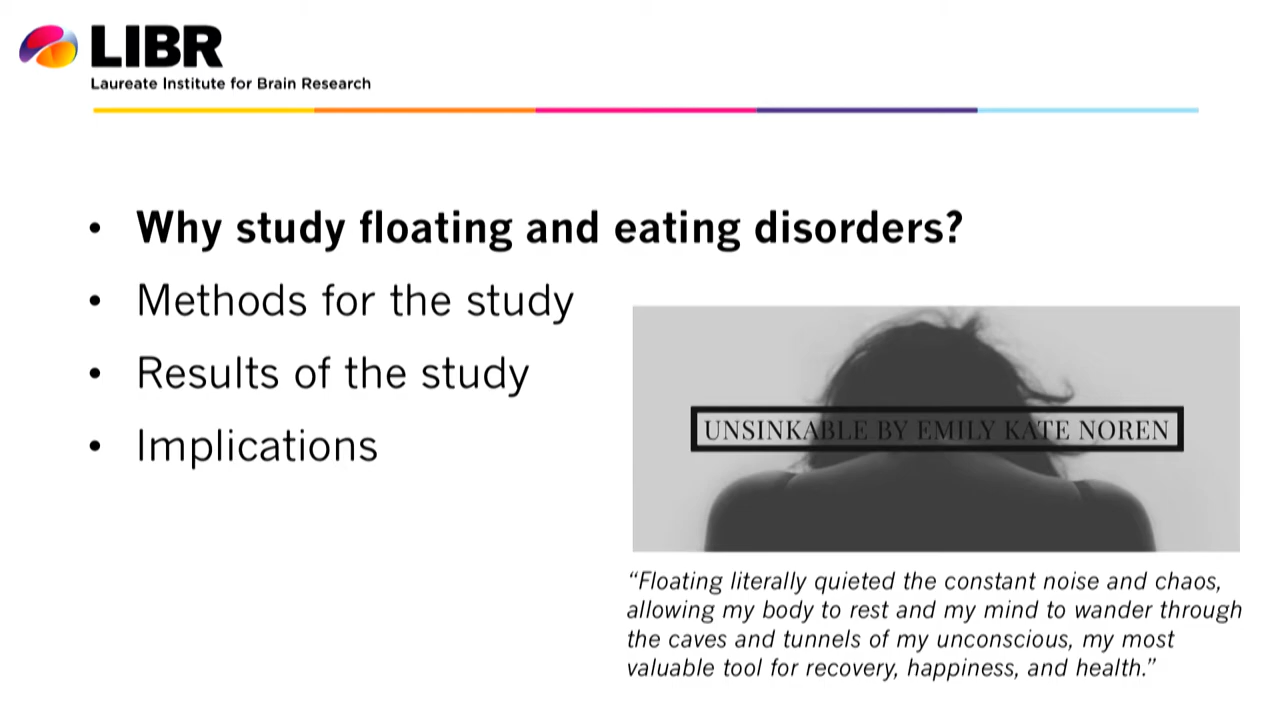 LIBR
Laureate Institute for Brain Research
• Why study floating and eating disorders?
• Methods for the study
• Results of the study
• Implications
UNSINKABLE BY EMILY KATE NOREN
“Floating literally quieted the constant noise and chaos,
allowing my body to rest and my mind to wander through
the caves and tunnels of my unconscious, my most
valuable tool for recovery, happiness, and health.”